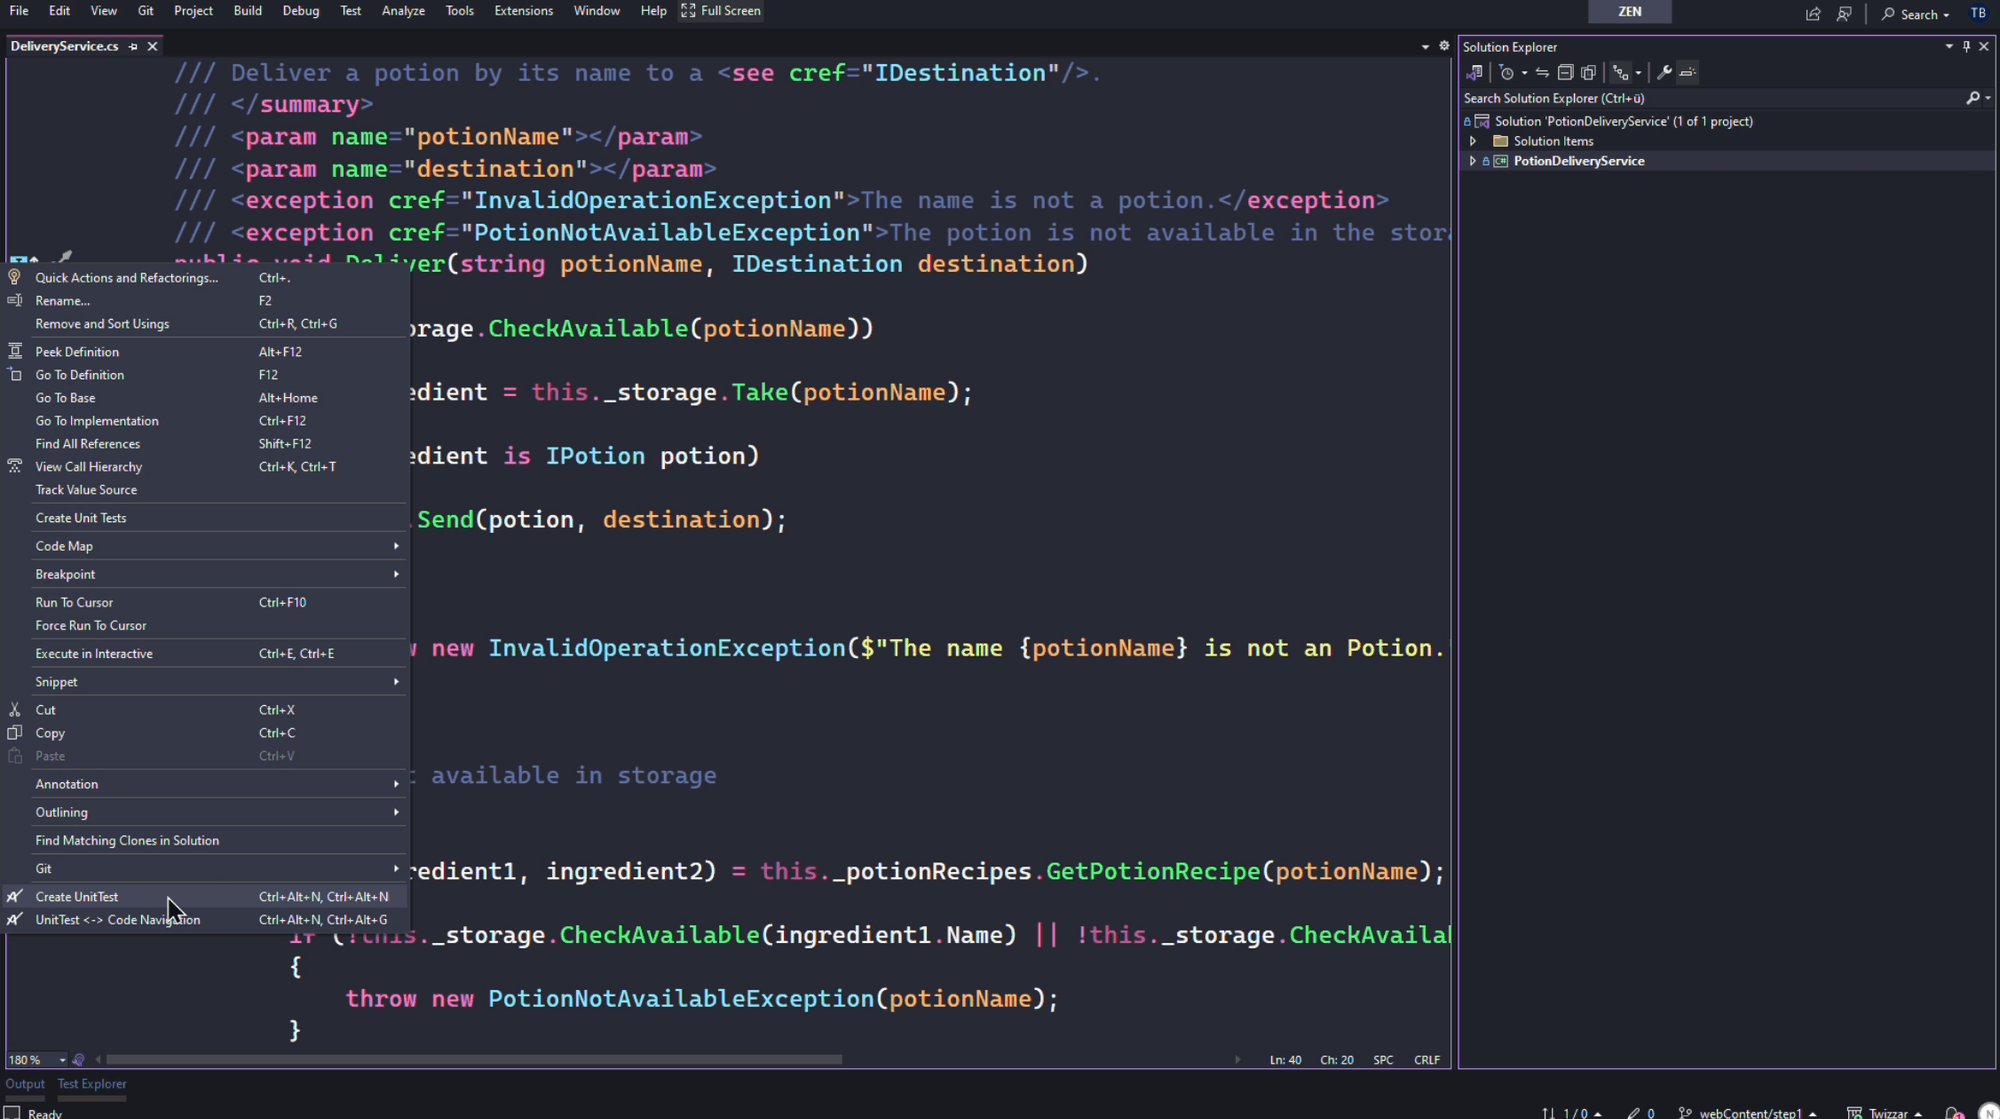 File Edit View Git Project Build Debug Test Analyze Tools Extensions Window Help Full Screen ZEN Search TB
DeliveryService.cs
/// Deliver a potion by its name to a <see cref="IDestination"/>.
/// </summary>
/// <param name="potionName"></param>
/// <param name="destination"></param>
/// <exception cref="InvalidOperationException">The name is not a potion.</exception>
/// <exception cref="PotionNotAvailableException">The potion is not available in the stor
public void Deliver(string potionName, IDestination destination)
orage.CheckAvailable(potionName))
edient = this._storage.Take(potionName);
edient is IPotion potion)
.Send(potion, destination);
w new InvalidOperationException($"The name {potionName} is not an Potion.
t available in storage
redient1, ingredient2) = this._potionRecipes.GetPotionRecipe(potionName);
if (!this._storage.CheckAvailable(ingredient1.Name) || !this._storage.CheckAvaila
{
throw new PotionNotAvailableException(potionName);
}
Quick Actions and Refactorings... Ctrl+.
Rename... F2
Remove and Sort Usings Ctrl+R, Ctrl+G
Peek Definition Alt+F12
Go To Definition F12
Go To Base Alt+Home
Go To Implementation Ctrl+F12
Find All References Shift+F12
View Call Hierarchy Ctrl+K, Ctrl+T
Track Value Source
Create Unit Tests
Code Map
Breakpoint
Run To Cursor Ctrl+F10
Force Run To Cursor
Execute in Interactive Ctrl+E, Ctrl+E
Snippet
Cut Ctrl+X
Copy Ctrl+C
Paste Ctrl+V
Annotation
Outlining
Find Matching Clones in Solution
Git
Create UnitTest Ctrl+Alt+N, Ctrl+Alt+N
UnitTest <-> Code Navigation Ctrl+Alt+N, Ctrl+Alt+G
180 % Ln: 40 Ch: 20 SPC CRLF
Solution Explorer
Search Solution Explorer (Ctrl+ü)
Solution 'PotionDeliveryService' (1 of 1 project)
Solution Items
C# PotionDeliveryService
Output Test Explorer
Ready 1 / 0 0 webContent/step1 Twizzar 1 N